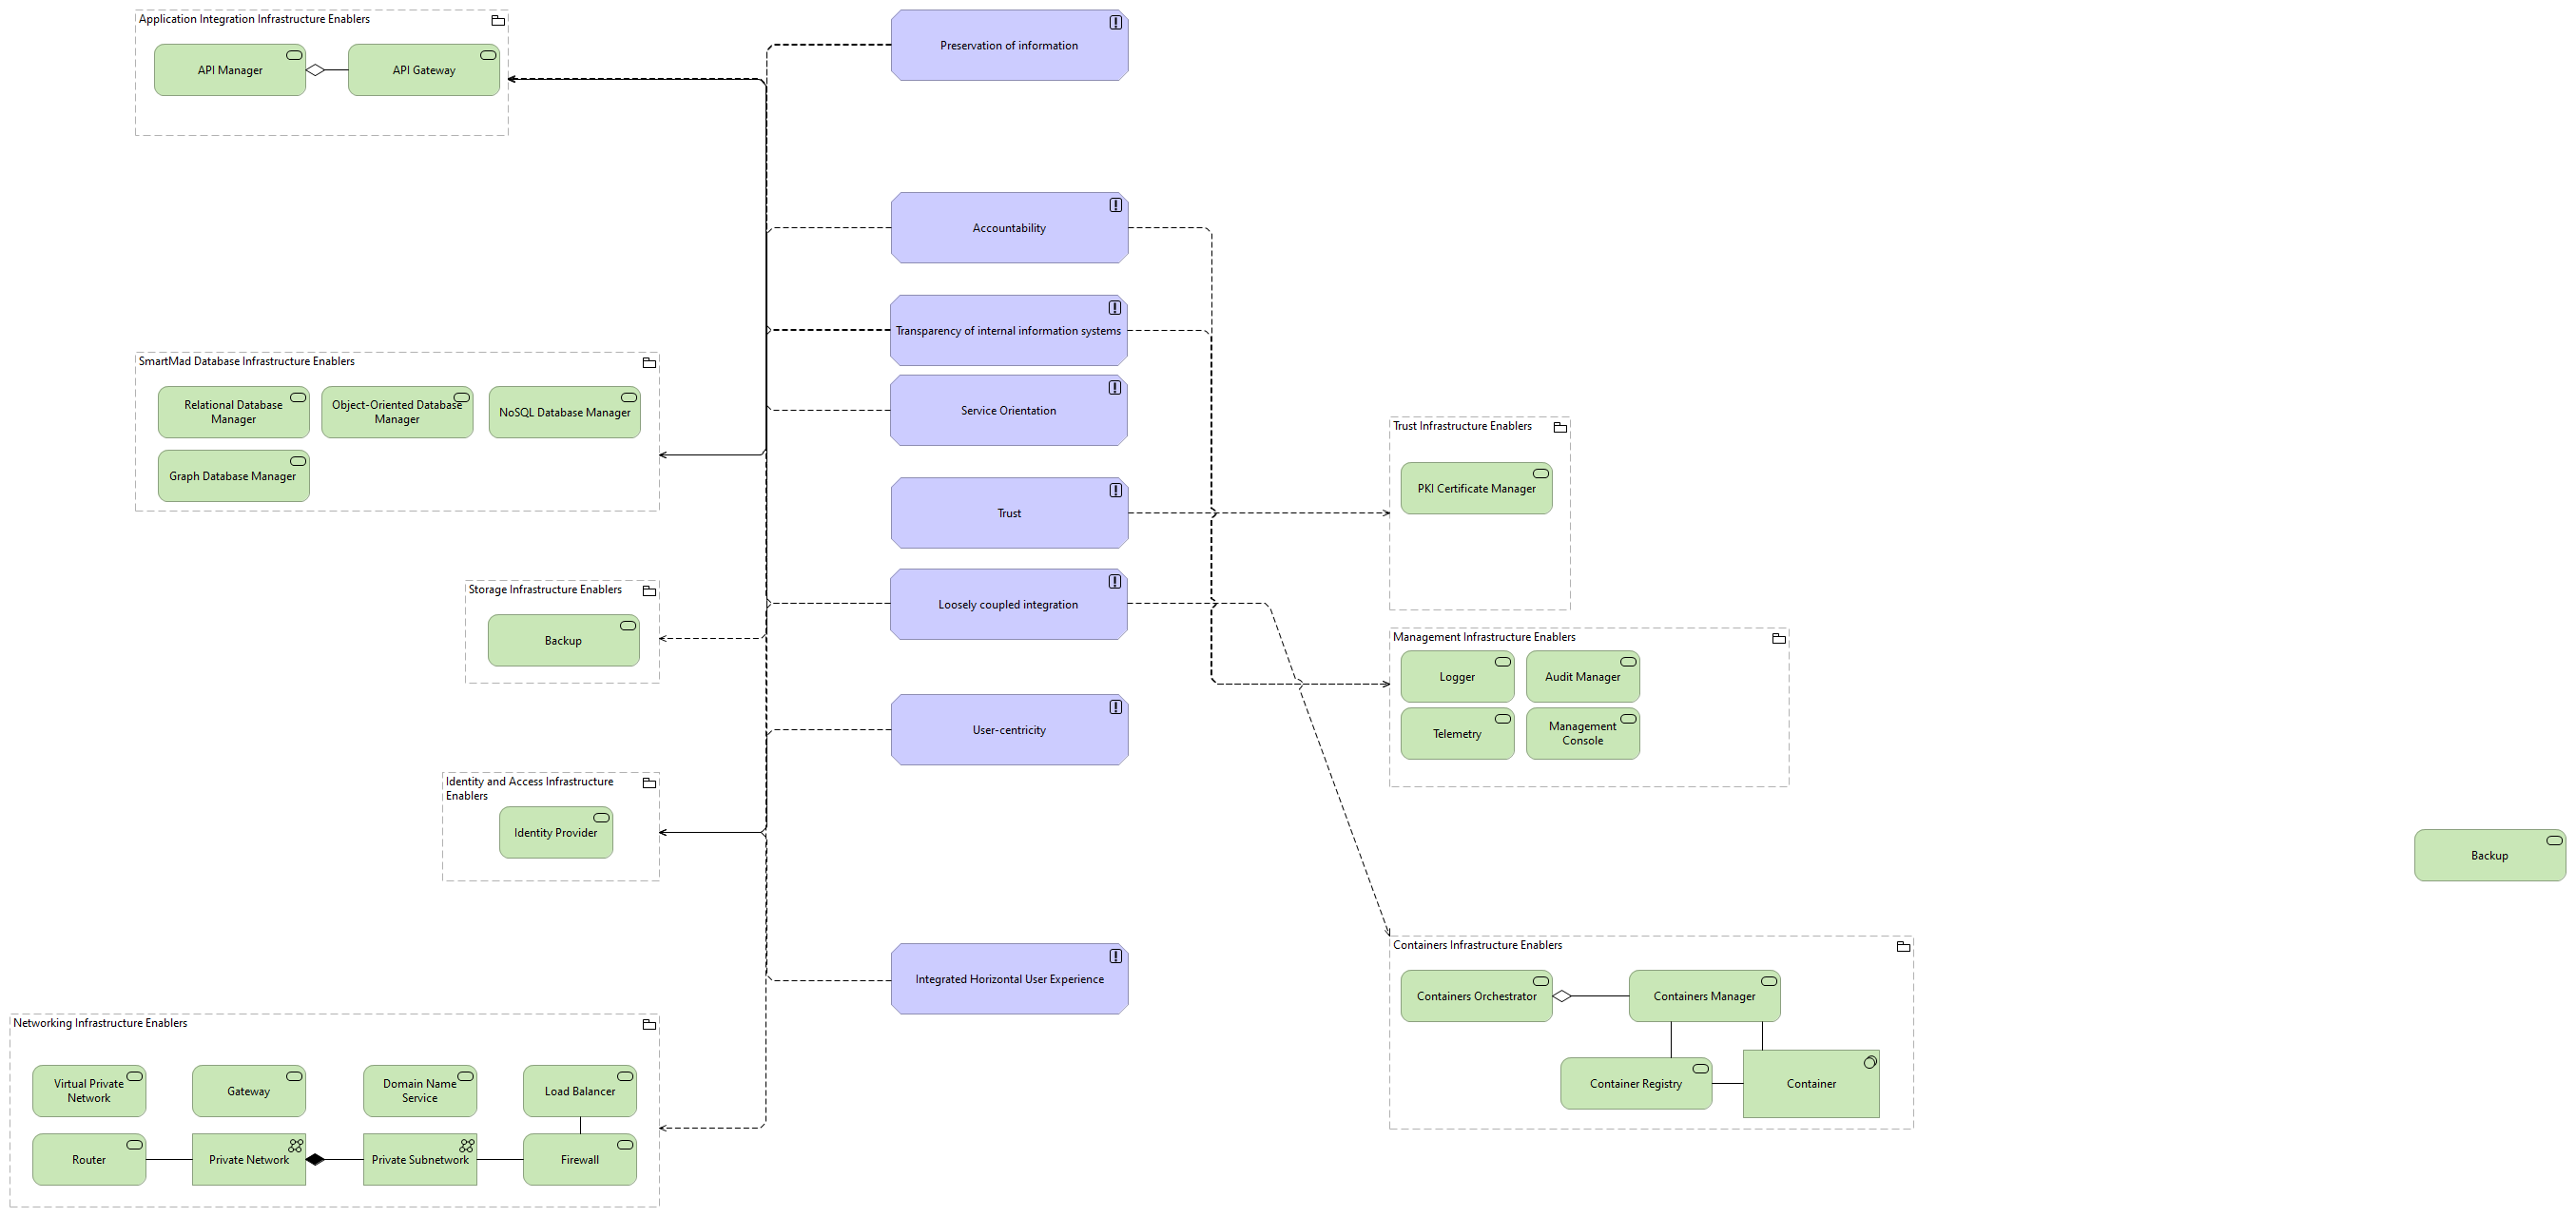 Application Integration Infrastructure Enablers
API Manager
API Gateway
Preservation of information
Accountability
Transparency of internal information systems
Service Orientation
Trust
Loosely coupled integration
User-centricity
Integrated Horizontal User Experience
SmartMad Database Infrastructure Enablers
Relational Database
Manager
Object-Oriented Database
Manager
NoSQL Database Manager
Graph Database Manager
Storage Infrastructure Enablers
Backup
Identity and Access Infrastructure
Enablers
Identity Provider
Networking Infrastructure Enablers
Virtual Private
Network
Gateway
Domain Name
Service
Load Balancer
Router
Private Network
Private Subnetwork
Firewall
Trust Infrastructure Enablers
PKI Certificate Manager
Management Infrastructure Enablers
Logger
Audit Manager
Telemetry
Management
Console
Backup
Containers Infrastructure Enablers
Containers Orchestrator
Containers Manager
Container Registry
Container